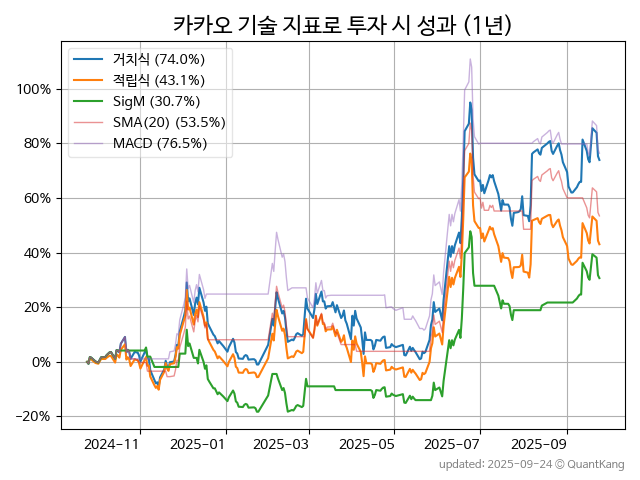 카카오 기술 지표로 투자 시 성과 (1년)
거치식 (74.0%)
적립식 (43.1%)
SigM (30.7%)
SMA(20) (53.5%)
MACD (76.5%)
100%
80%
60%
40%
20%
0%
−20%
2024-11 2025-01 2025-03 2025-05 2025-07 2025-09
updated: 2025-09-24 © QuantKang